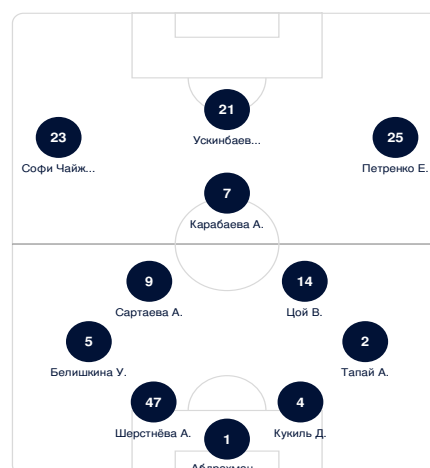 21
Ускинбаев...
23
Софи Чайж...
25
Петренко Е.
7
Карабаева А.
9
Сартаева А.
14
Цой В.
5
Белишкина У.
2
Тапай А.
47
Шерстнёва А.
4
Кукиль Д.
1